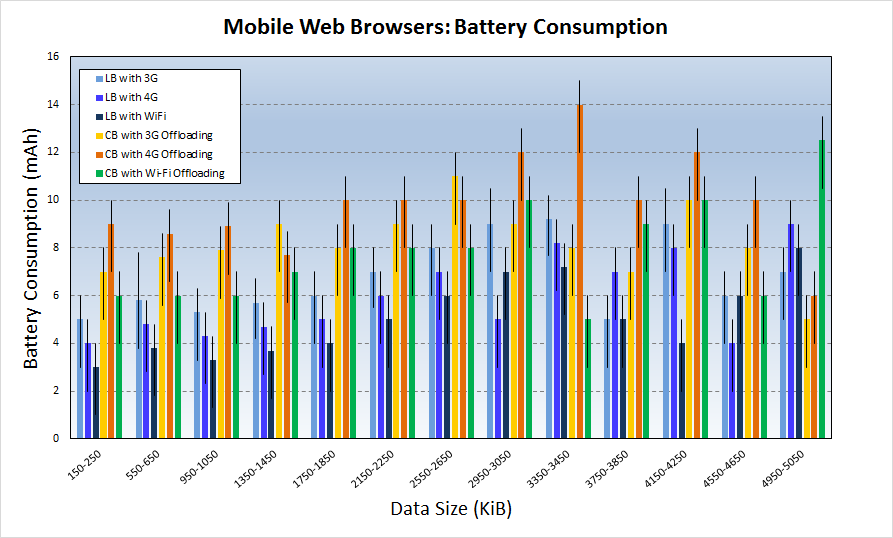 Mobile Web Browsers: Battery Consumption
16
14
12
10
8
6
4
2
0
Battery Consumption (mAh)
LB with 3G
LB with 4G
LB with WiFi
CB with 3G Offloading
CB with 4G Offloading
CB with Wi-Fi Offloading
150-250
550-650
950-1050
1350-1450
1750-1850
2150-2250
2550-2650
2950-3050
3350-3450
3750-3850
4150-4250
4550-4650
4950-5050
Data Size (KiB)